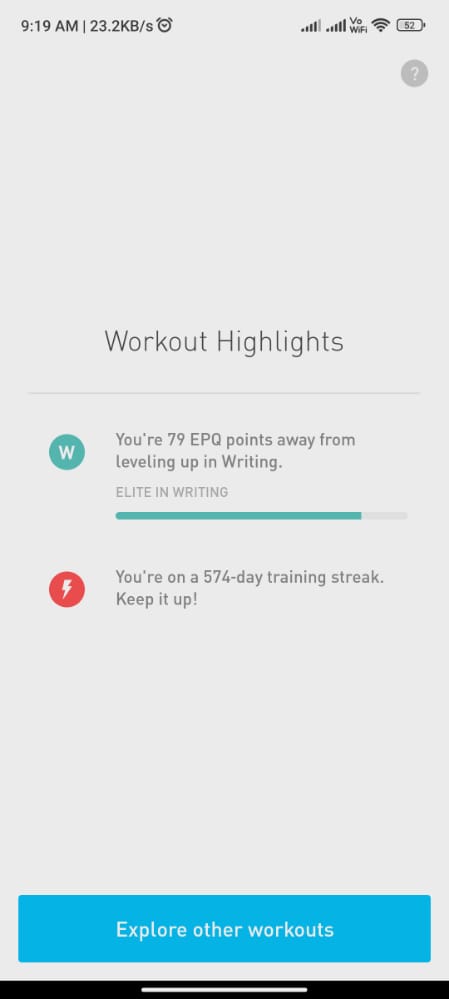 9:19 AM | 23.2KB/s
Vo
WiFi
52
?
Workout Highlights
W
You're 79 EPQ points away from
leveling up in Writing.
ELITE IN WRITING
You're on a 574-day training streak.
Keep it up!
Explore other workouts